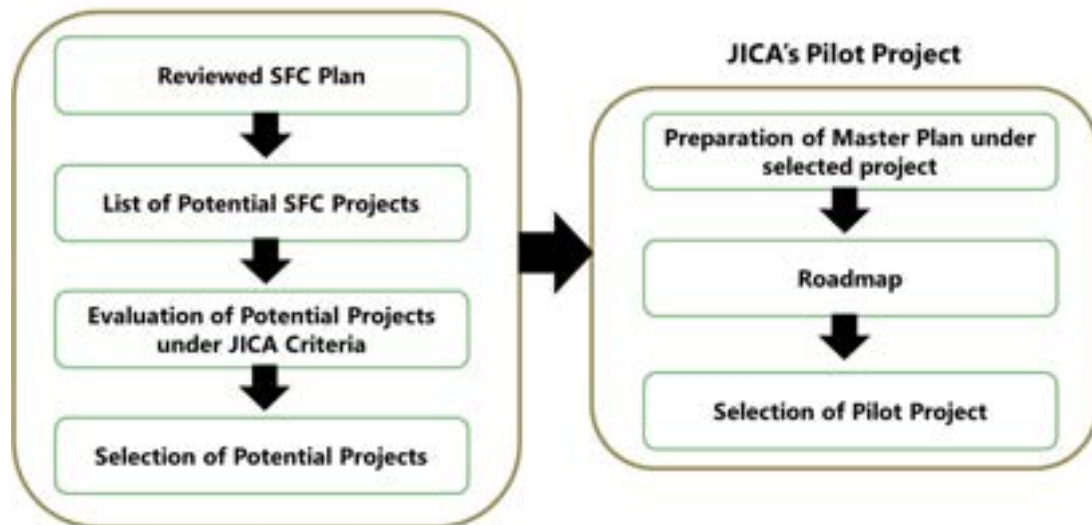 Reviewed SFC Plan
List of Potential SFC Projects
Evaluation of Potential Projects
under JICA Criteria
Selection of Potential Projects
JICA's Pilot Project
Preparation of Master Plan under
selected project
Roadmap
Selection of Pilot Project